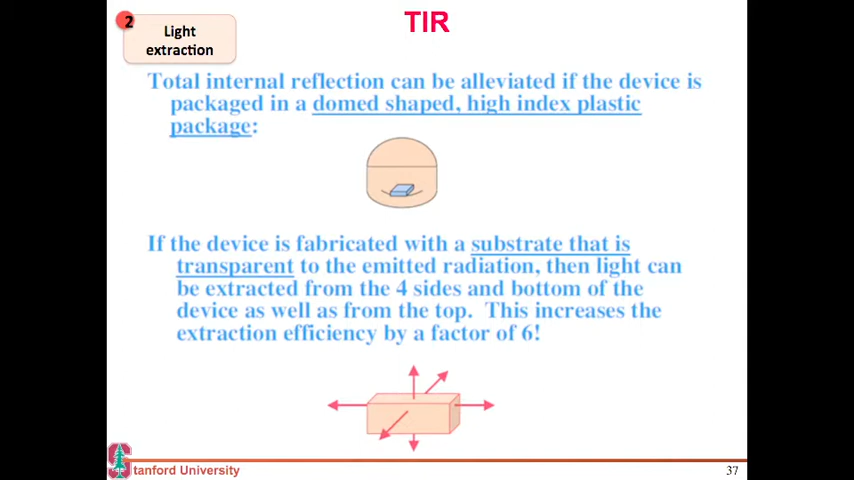 2
Light
extraction
TIR
Total internal reflection can be alleviated if the device is
packaged in a domed shaped, high index plastic
package:
If the device is fabricated with a substrate that is
transparent to the emitted radiation, then light can
be extracted from the 4 sides and bottom of the
device as well as from the top.  This increases the
extraction efficiency by a factor of 6!
Stanford University
37